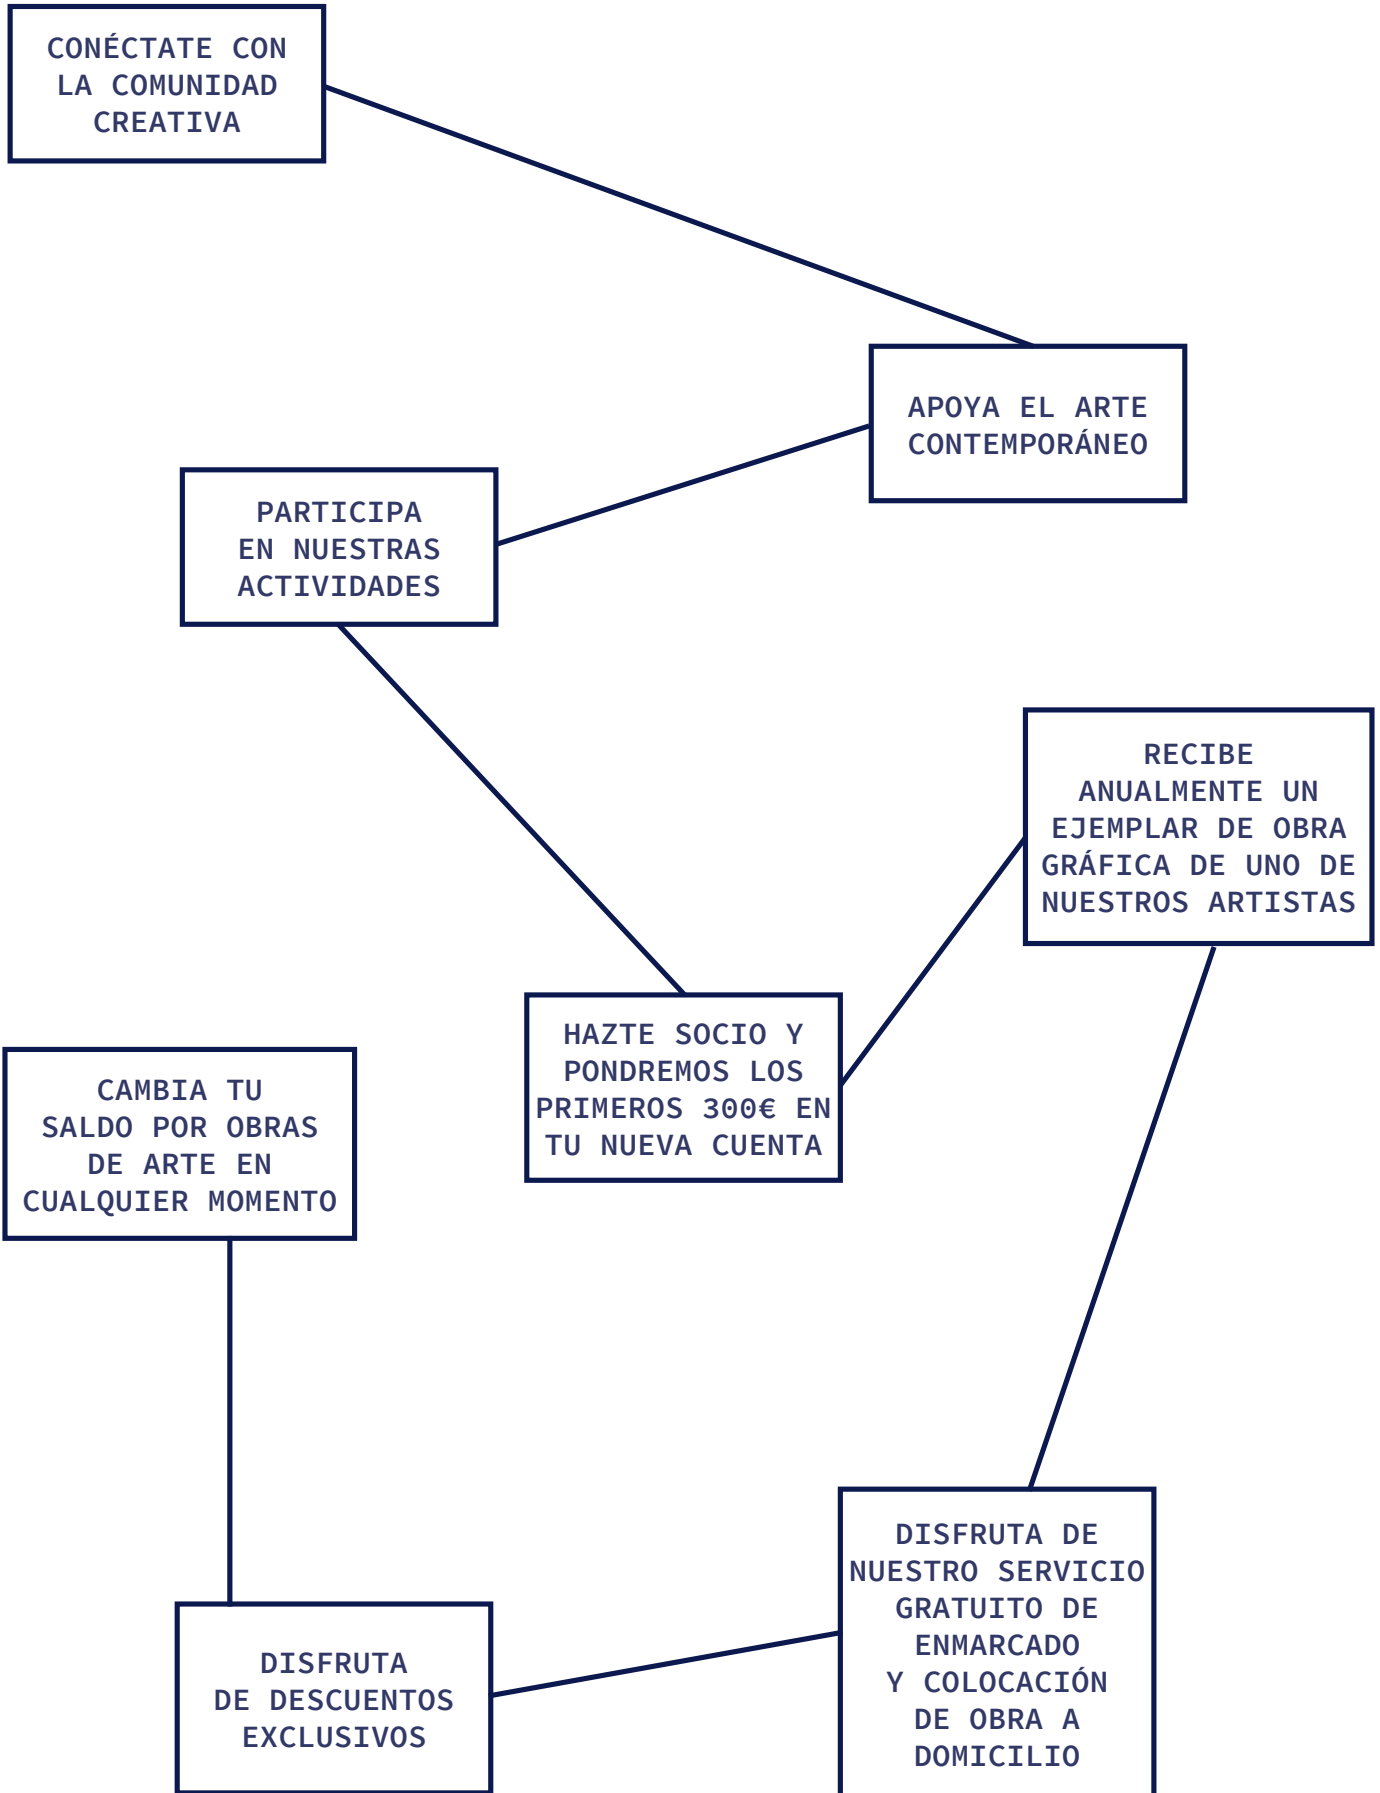 CONÉCTATE CON
LA COMUNIDAD
CREATIVA
APOYA EL ARTE
CONTEMPORÁNEO
PARTICIPA
EN NUESTRAS
ACTIVIDADES
HAZTE SOCIO Y
PONDREMOS LOS
PRIMEROS 300€ EN
TU NUEVA CUENTA
RECIBE
ANUALMENTE UN
EJEMPLAR DE OBRA
GRÁFICA DE UNO DE
NUESTROS ARTISTAS
DISFRUTA DE
NUESTRO SERVICIO
GRATUITO DE
ENMARCADO
Y COLOCACIÓN
DE OBRA A
DOMICILIO
DISFRUTA
DE DESCUENTOS
EXCLUSIVOS
CAMBIA TU
SALDO POR OBRAS
DE ARTE EN
CUALQUIER MOMENTO